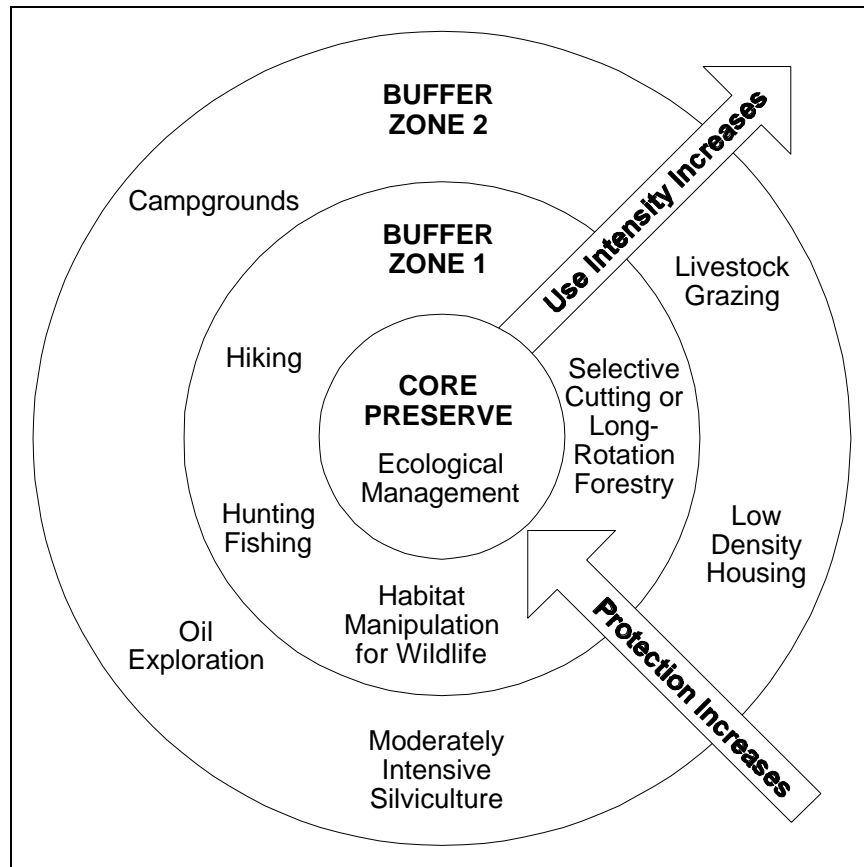 BUFFER
ZONE 2
Use Intensity Increases
Campgrounds
BUFFER
ZONE 1
Livestock
Grazing
Hiking
CORE
PRESERVE
Ecological
Management
Selective
Cutting or
Long-
Rotation
Forestry
Hunting
Fishing
Low
Density
Housing
Habitat
Manipulation
for Wildlife
Oil
Exploration
Protection Increases
Moderately
Intensive
Silviculture